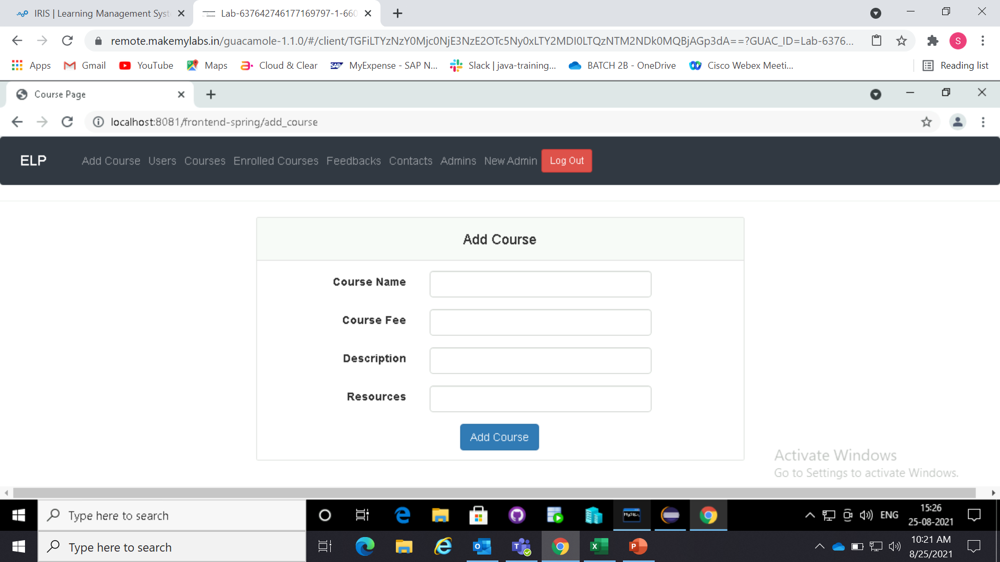 IRIS | Learning Management Syst
Lab-637642746177169797-1-660
remote.makemylabs.in/guacamole-1.1.0/#/client/TGFiLTYzNzY0Mjc0NjE3NzE2OTc5Ny0xLTY2MDI0LTQzNTM2NDk0MQBjAGp3dA==?GUAC_ID=Lab-6376...
S
Apps
Gmail
YouTube
Maps
Cloud & Clear
SAP
MyExpense - SAP N...
Slack | java-training...
BATCH 2B - OneDrive
Cisco Webex Meeti...
Reading list
Course Page
localhost:8081/frontend-spring/add_course
ELP
Add Course
Users
Courses
Enrolled Courses
Feedbacks
Contacts
Admins
New Admin
Log Out
Add Course
Course Name
Course Fee
Description
Resources
Add Course
Activate Windows
Go to Settings to activate Windows.
Type here to search
MySQL
ENG
15:26
25-08-2021
Type here to search
10:21 AM
8/25/2021